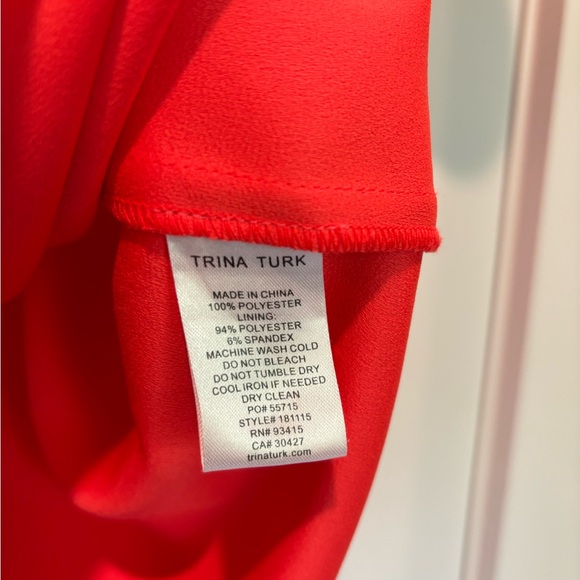 TRINA TURK
MADE IN CHINA
100% POLYESTER
LINING:
94% POLYESTER
6% SPANDEX
MACHINE WASH COLD
DO NOT BLEACH
DO NOT TUMBLE DRY
COOL IRON IF NEEDED
DRY CLEAN
PO# 55715
STYLE# 181115
RN# 93415
CA# 30427
trinaturk.com